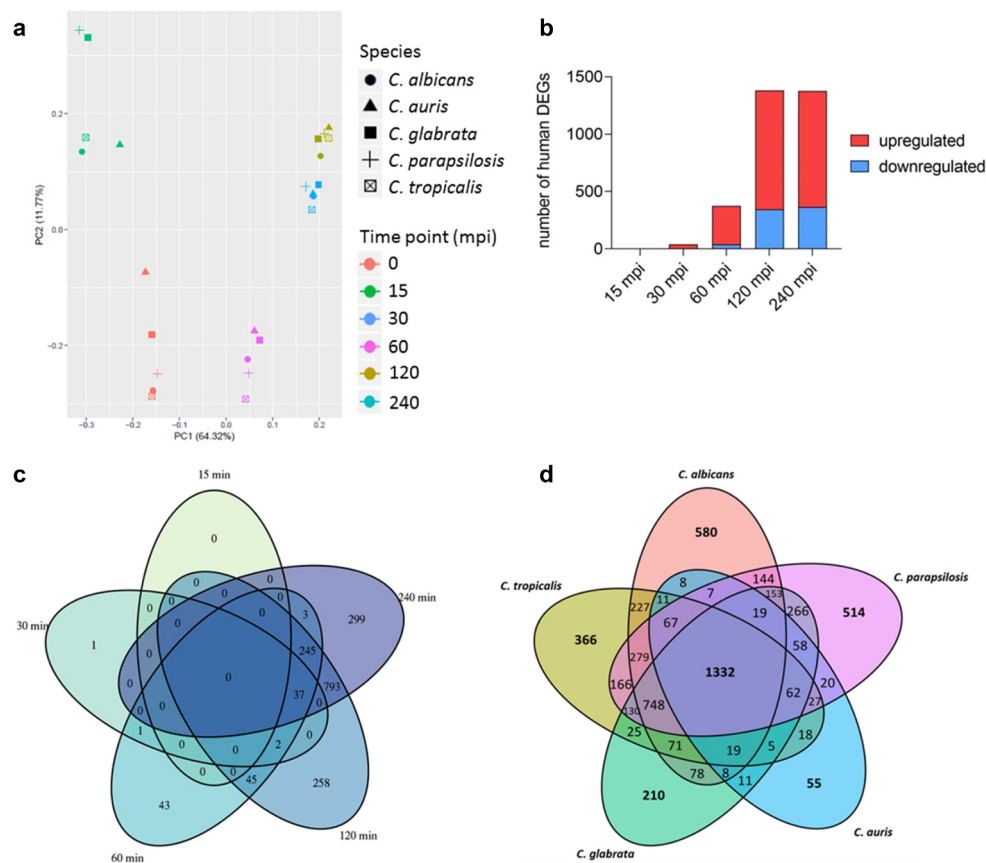 a
0.2
0.0
-0.2
PC2 (11.77%)
-0.3
-0.2
-0.1
0.0
0.1
0.2
PC1 (64.32%)
Species
C. albicans
C. auris
C. glabrata
C. parapsilosis
C. tropicalis
Time point (mpi)
0
15
30
60
120
240
b
number of human DEGs
1500
1000
500
0
15 mpi
30 mpi
60 mpi
120 mpi
240 mpi
upregulated
downregulated
c
15 min
0
240 min
30 min
0
0
0
0
0
0
0
3
299
0
1
0
245
0
0
37
793
0
0
0
1
0
0
2
0
0
0
45
258
43
120 min
60 min
d
C. albicans
580
C. parapsilosis
C. tropicalis
8
144
11
7
153
227
19
266
514
67
366
58
279
1332
166
20
62
27
130
748
25
18
71
19
5
78
8
11
210
55
C. auris
C. glabrata